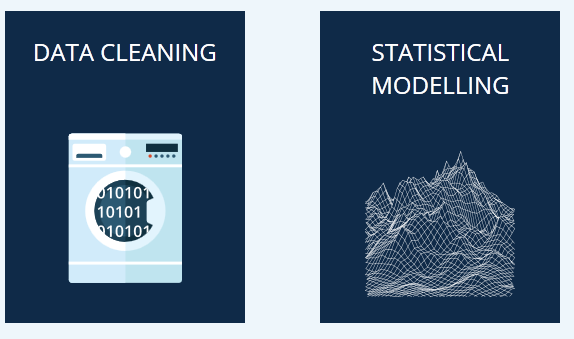 DATA CLEANING
010101
10101
010101
STATISTICAL
MODELLING